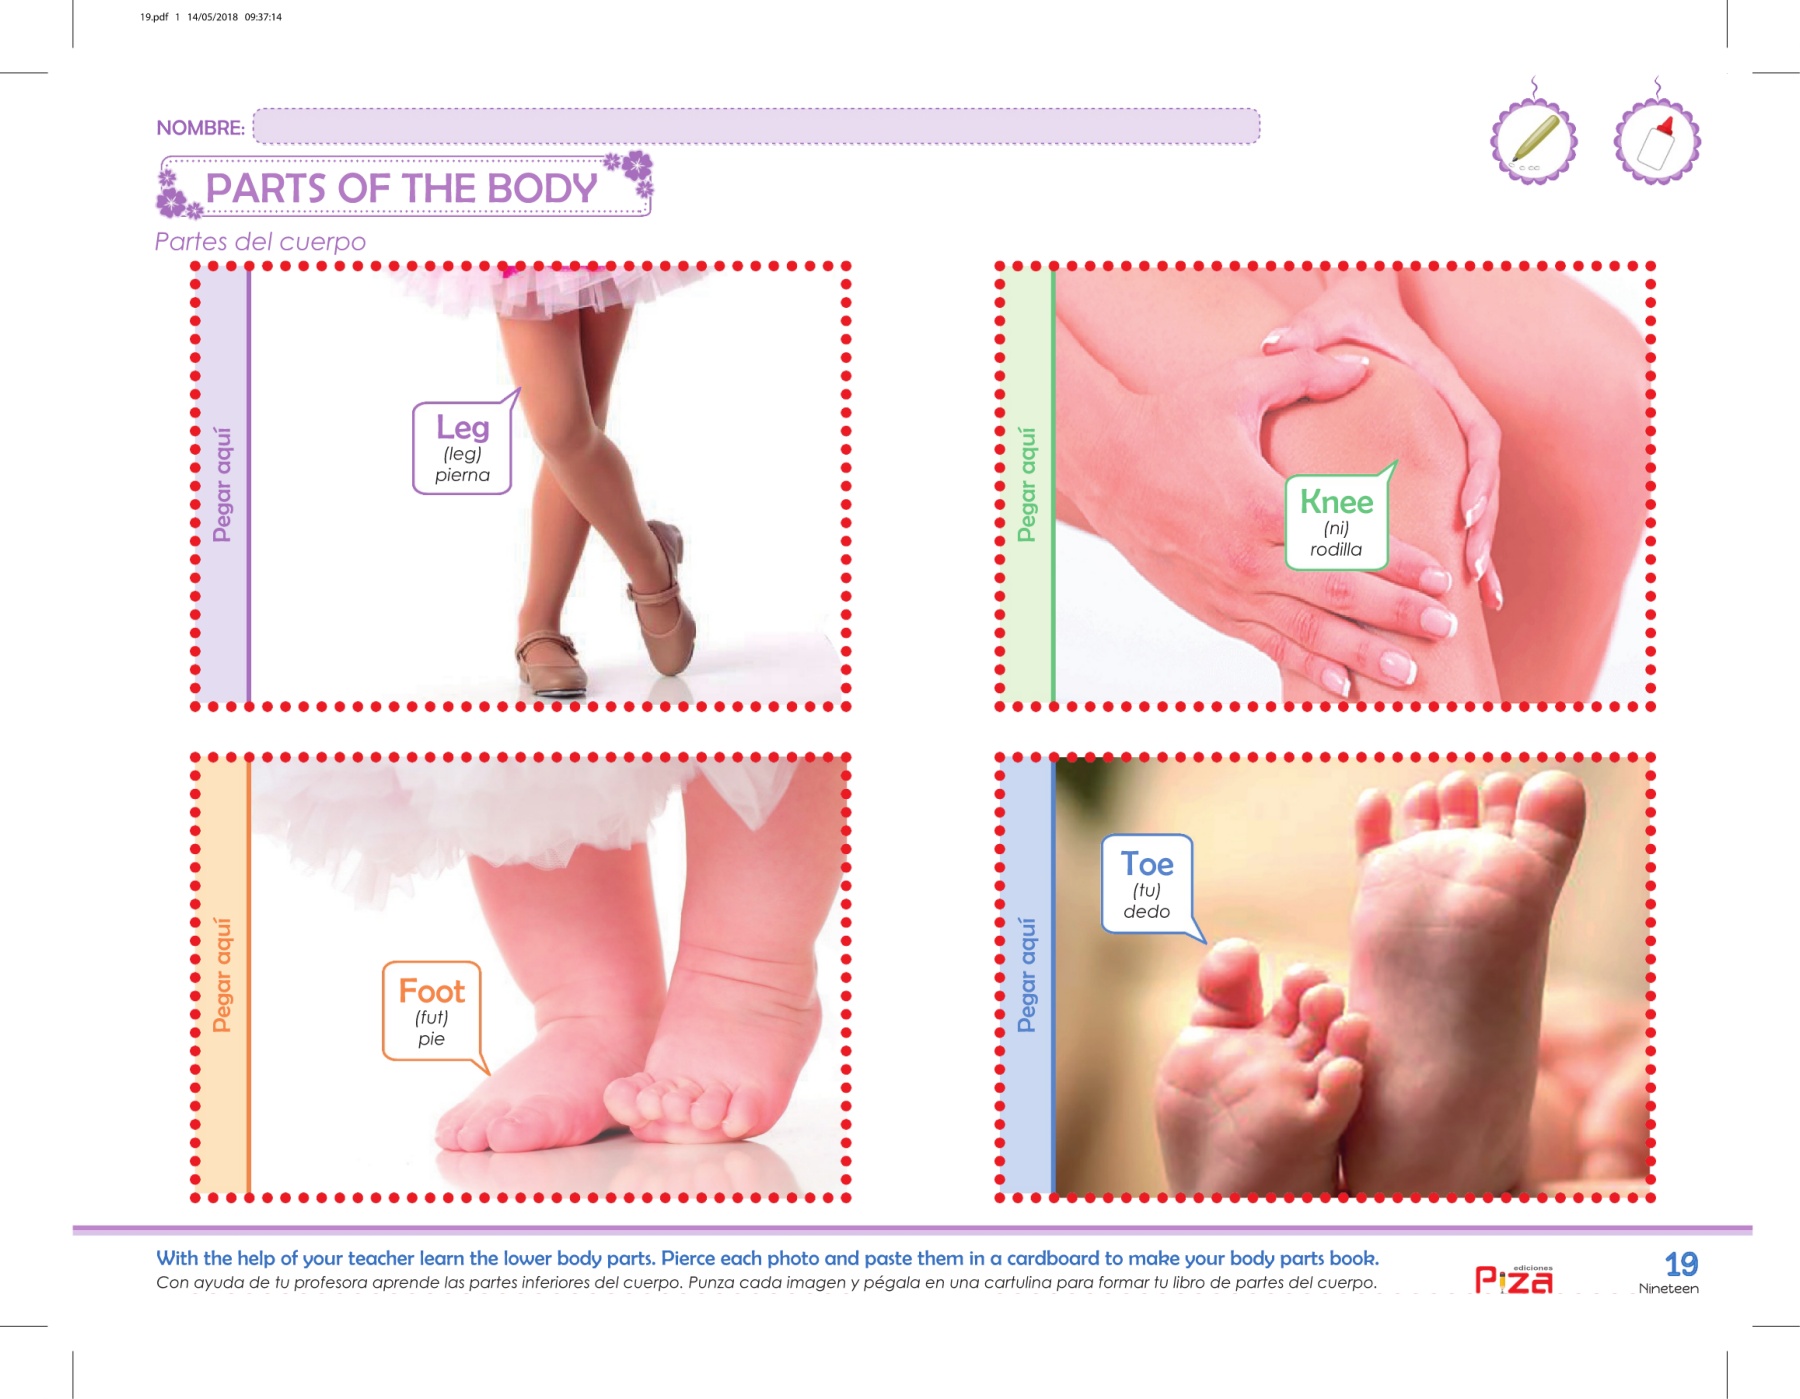 19.pdf 1 14/05/2018 09:37:14
NOMBRE:
PARTS OF THE BODY
Partes del cuerpo
Pegar aquí
Leg
(leg)
pierna
Pegar aquí
Knee
(ni)
rodilla
Pegar aquí
Foot
(fut)
pie
Pegar aquí
Toe
(tu)
dedo
With the help of your teacher learn the lower body parts. Pierce each photo and paste them in a cardboard to make your body parts book.
Con ayuda de tu profesora aprende las partes inferiores del cuerpo. Punza cada imagen y pégala en una cartulina para formar tu libro de partes del cuerpo.
ediciones
Piza
19
Nineteen